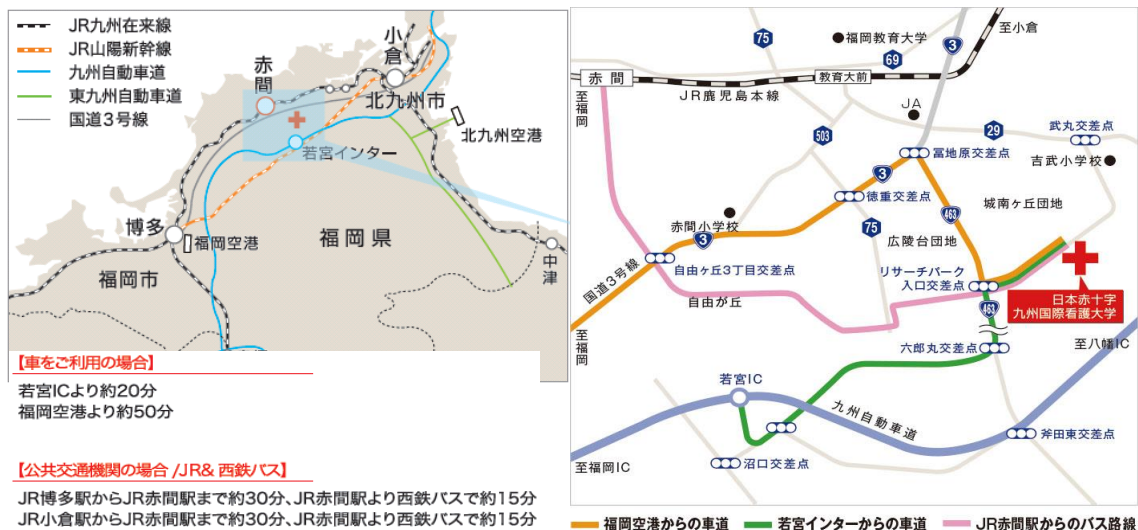 JR九州在来線
JR山陽新幹線
九州自動車道
東九州自動車道
国道3号線
小倉
赤間
北九州市
北九州空港
若宮インター
博多
福岡空港
福岡県
福岡市
中津
【車をご利用の場合】
若宮ICより約20分
福岡空港より約50分
【公共交通機関の場合/JR& 西鉄バス】
JR博多駅からJR赤間駅まで約30分、JR赤間駅より西鉄バスで約15分
JR小倉駅からJR赤間駅まで約30分、JR赤間駅より西鉄バスで約15分
至小倉
75
福岡教育大学
3
69
赤間
教育大前
JR鹿児島本線
至福岡
JA
503
29
武丸交差点
冨地原交差点
吉武小学校
3
徳重交差点
463
城南ヶ丘団地
赤間小学校
3
75
広陵台団地
国道3号線
自由ヶ丘3丁目交差点
リサーチパーク
入口交差点
自由が丘
日本赤十字
九州国際看護大学
463
至福岡
六郎丸交差点
至八幡IC
若宮IC
九州自動車道
斧田東交差点
至福岡IC
沼口交差点
福岡空港からの車道
若宮インターからの車道
JR赤間駅からのバス路線